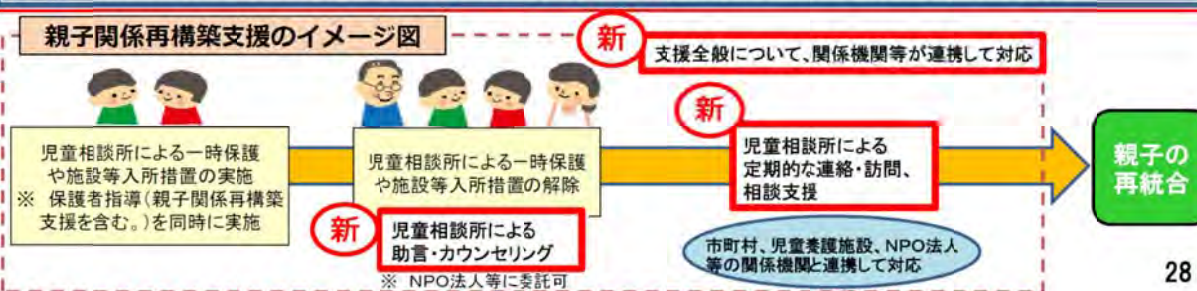 親子関係再構築支援のイメージ図
新
支援全般について、関係機関等が連携して対応
児童相談所による一時保護
や施設等入所措置の実施
※ 保護者指導(親子関係再構築
支援を含む。)を同時に実施
児童相談所による一時保護
や施設等入所措置の解除
新
児童相談所による
助言・カウンセリング
※ NPO法人等に委託可
新
児童相談所による
定期的な連絡・訪問、
相談支援
市町村、児童養護施設、NPO法人
等の関係機関と連携して対応
親子の
再統合
28